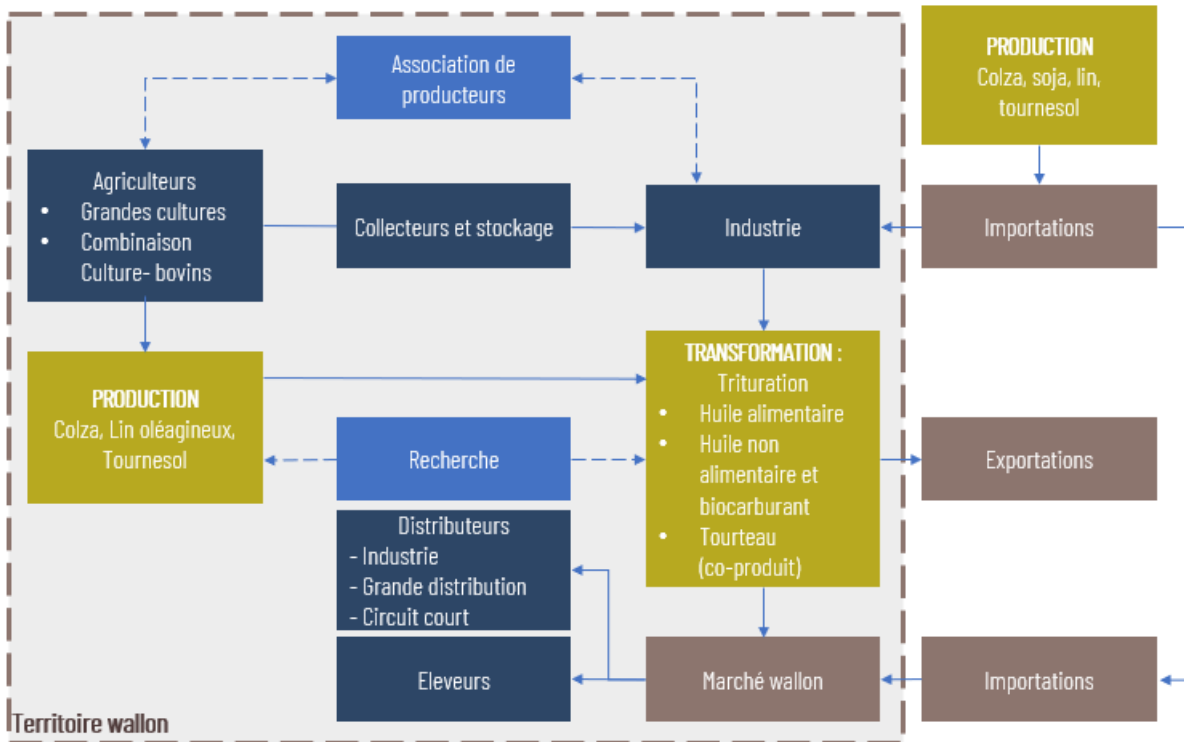 Association de
producteurs
PRODUCTION
Colza, soja, lin,
tournesol
Agriculteurs
• Grandes cultures
• Combinaison
Culture- bovins
Collecteurs et stockage
Industrie
Importations
PRODUCTION
Colza, Lin oléagineux,
Tournesol
Recherche
TRANSFORMATION :
Trituration
• Huile alimentaire
• Huile non
alimentaire et
biocarburant
• Tourteau
(co-produit)
Exportations
Distributeurs
- Industrie
- Grande distribution
- Circuit court
Eleveurs
Marché wallon
Importations
Territoire wallon